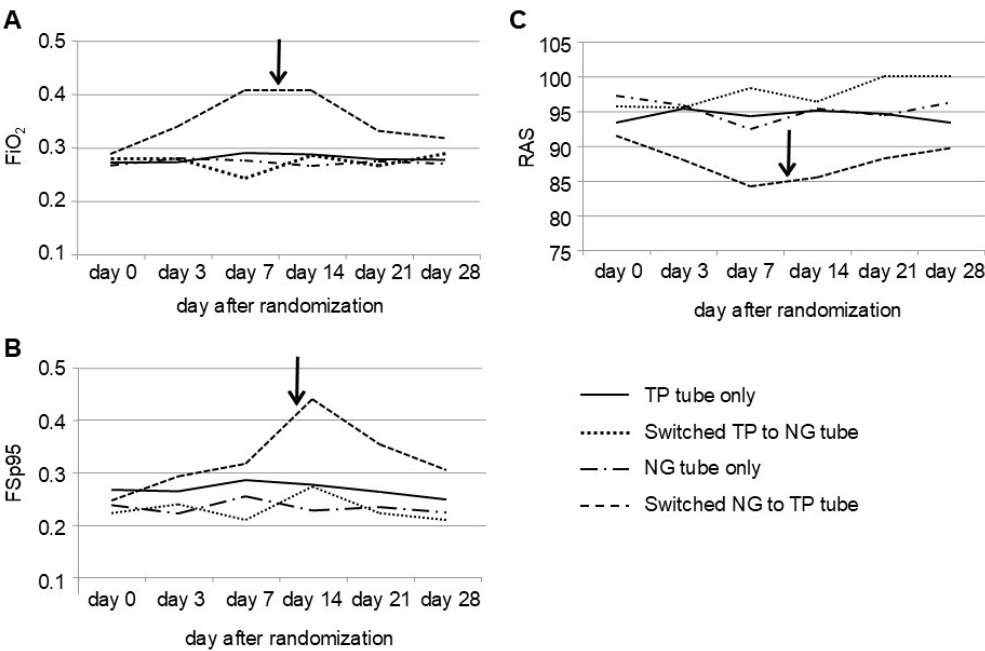 A
0.5
0.4
0.3
0.2
0.1
FiO2
day 0 day 3 day 7 day 14 day 21 day 28
day after randomization
B
0.5
0.4
0.3
0.2
0.1
FSp95
day 0 day 3 day 7 day 14 day 21 day 28
day after randomization
C
105
100
95
90
85
80
75
RAS
day 0 day 3 day 7 day 14 day 21 day 28
day after randomization
TP tube only
Switched TP to NG tube
NG tube only
Switched NG to TP tube